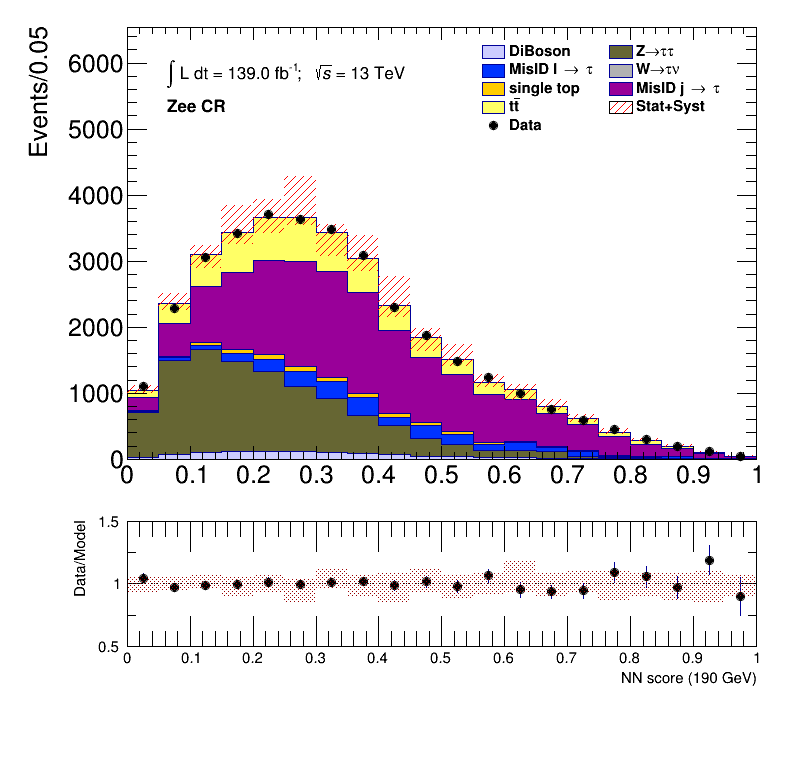 Events/0.05
6000
5000
4000
3000
2000
1000
0
∫ L dt = 139.0 fb⁻¹; √s = 13 TeV
Zee CR
DiBoson
Z→ττ
MisID l → τ
W→τν
single top
MisID j → τ
tt̄
Stat+Syst
Data
0 0.1 0.2 0.3 0.4 0.5 0.6 0.7 0.8 0.9 1
Data/Model
1.5
1
0.5
0 0.1 0.2 0.3 0.4 0.5 0.6 0.7 0.8 0.9 1
NN score (190 GeV)